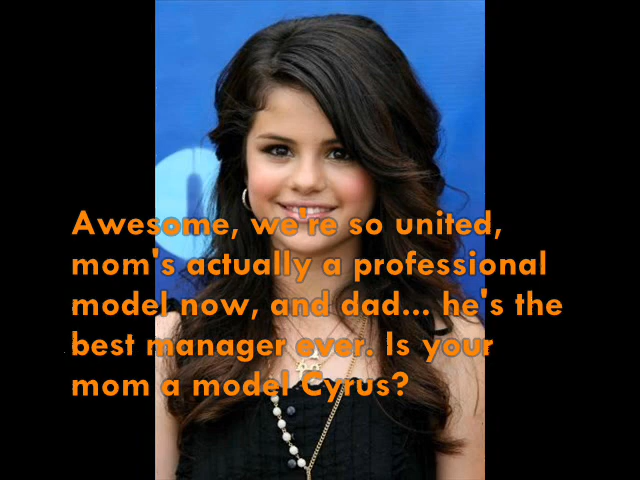 Awesome, we're so united,
mom's actually a professional
model now, and dad... he's the
best manager ever. Is your
mom a model Cyrus?